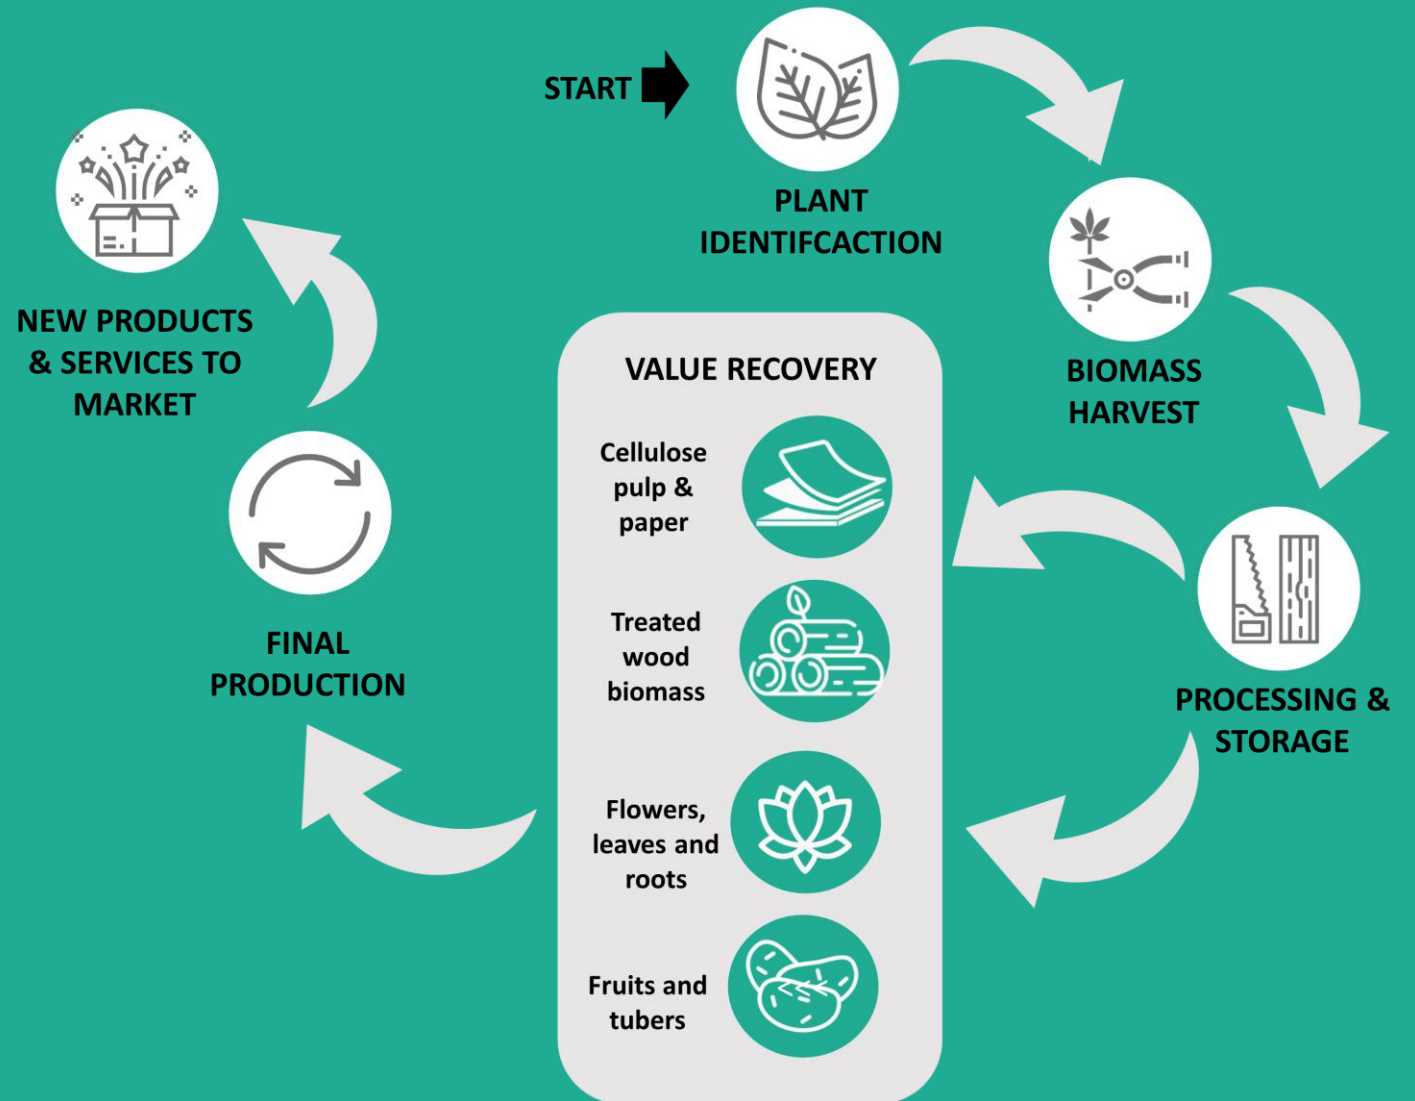 START
PLANT
IDENTIFCACTION
BIOMASS
HARVEST
PROCESSING &
STORAGE
VALUE RECOVERY
Cellulose
pulp &
paper
Treated
wood
biomass
Flowers,
leaves and
roots
Fruits and
tubers
FINAL
PRODUCTION
NEW PRODUCTS
& SERVICES TO
MARKET